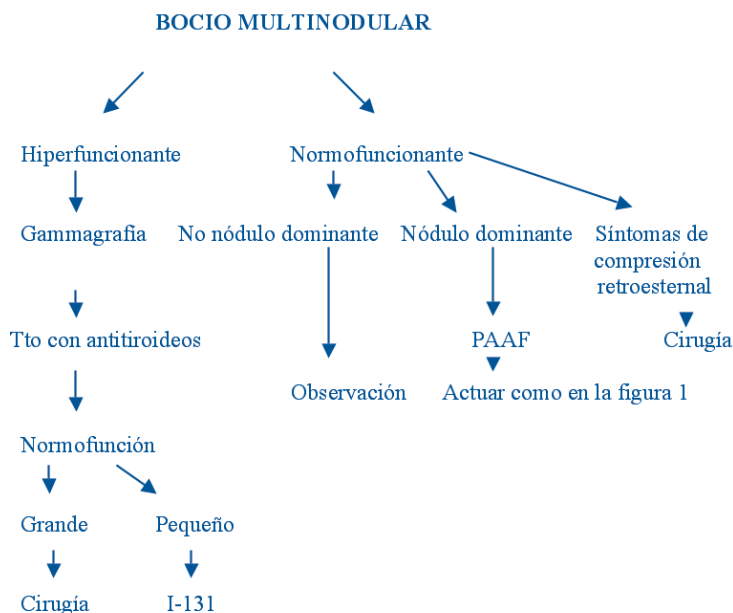 BOCIO MULTINODULAR
Hiperfuncionante
Normofuncionante
Gammagrafía
No nódulo dominante
Nódulo dominante
Síntomas de
compresión
retroesternal
Tto con antitiroideos
PAAF
Cirugía
Observación
Actuar como en la figura 1
Normofunción
Grande
Pequeño
Cirugía
I-131